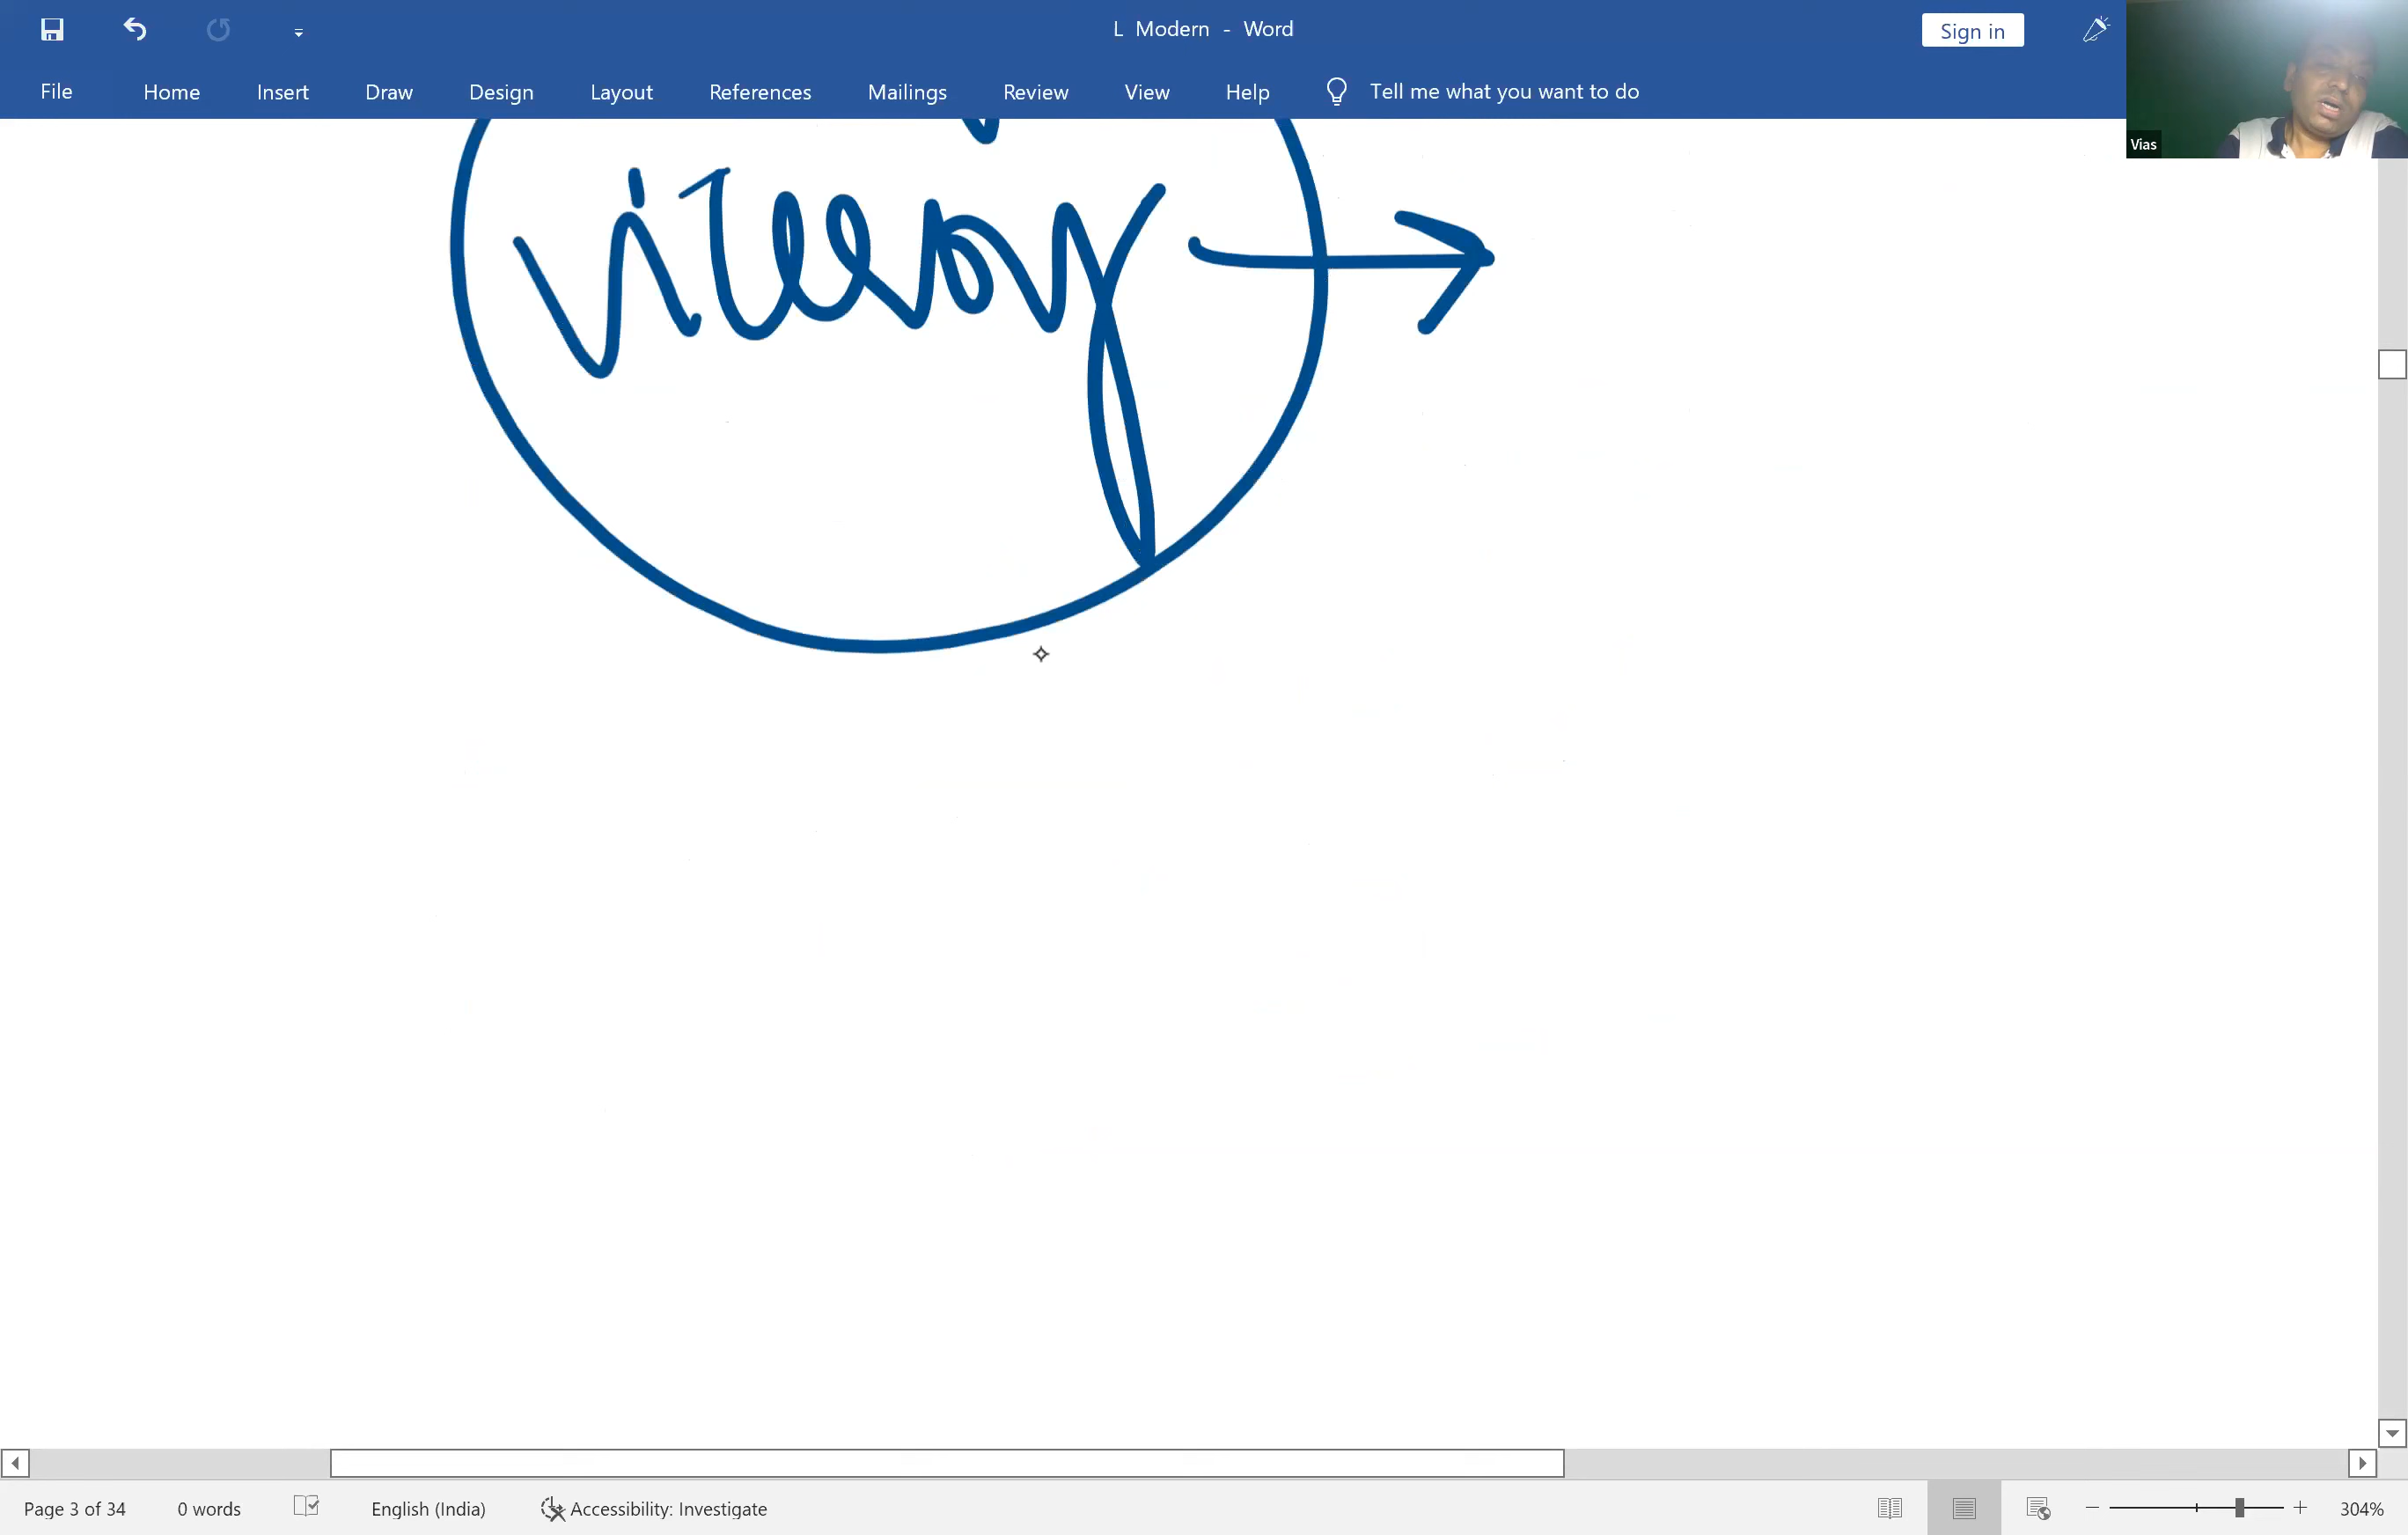 L Modern - Word
Sign in
File Home Insert Draw Design Layout References Mailings Review View Help Tell me what you want to do
Vias
viceroy
Page 3 of 34 0 words English (India) Accessibility: Investigate 304%